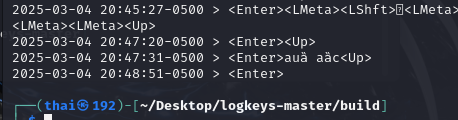 2025-03-04 20:45:27-0500 > <Enter><LMeta><LShft><LMeta>
<LMeta><LMeta><Up>
2025-03-04 20:47:20-0500 > <Enter><Up>
2025-03-04 20:47:31-0500 > <Enter>auä aäc<Up>
2025-03-04 20:48:51-0500 > <Enter>
┌──(thai㉿192)-[~/Desktop/logkeys-master/build]